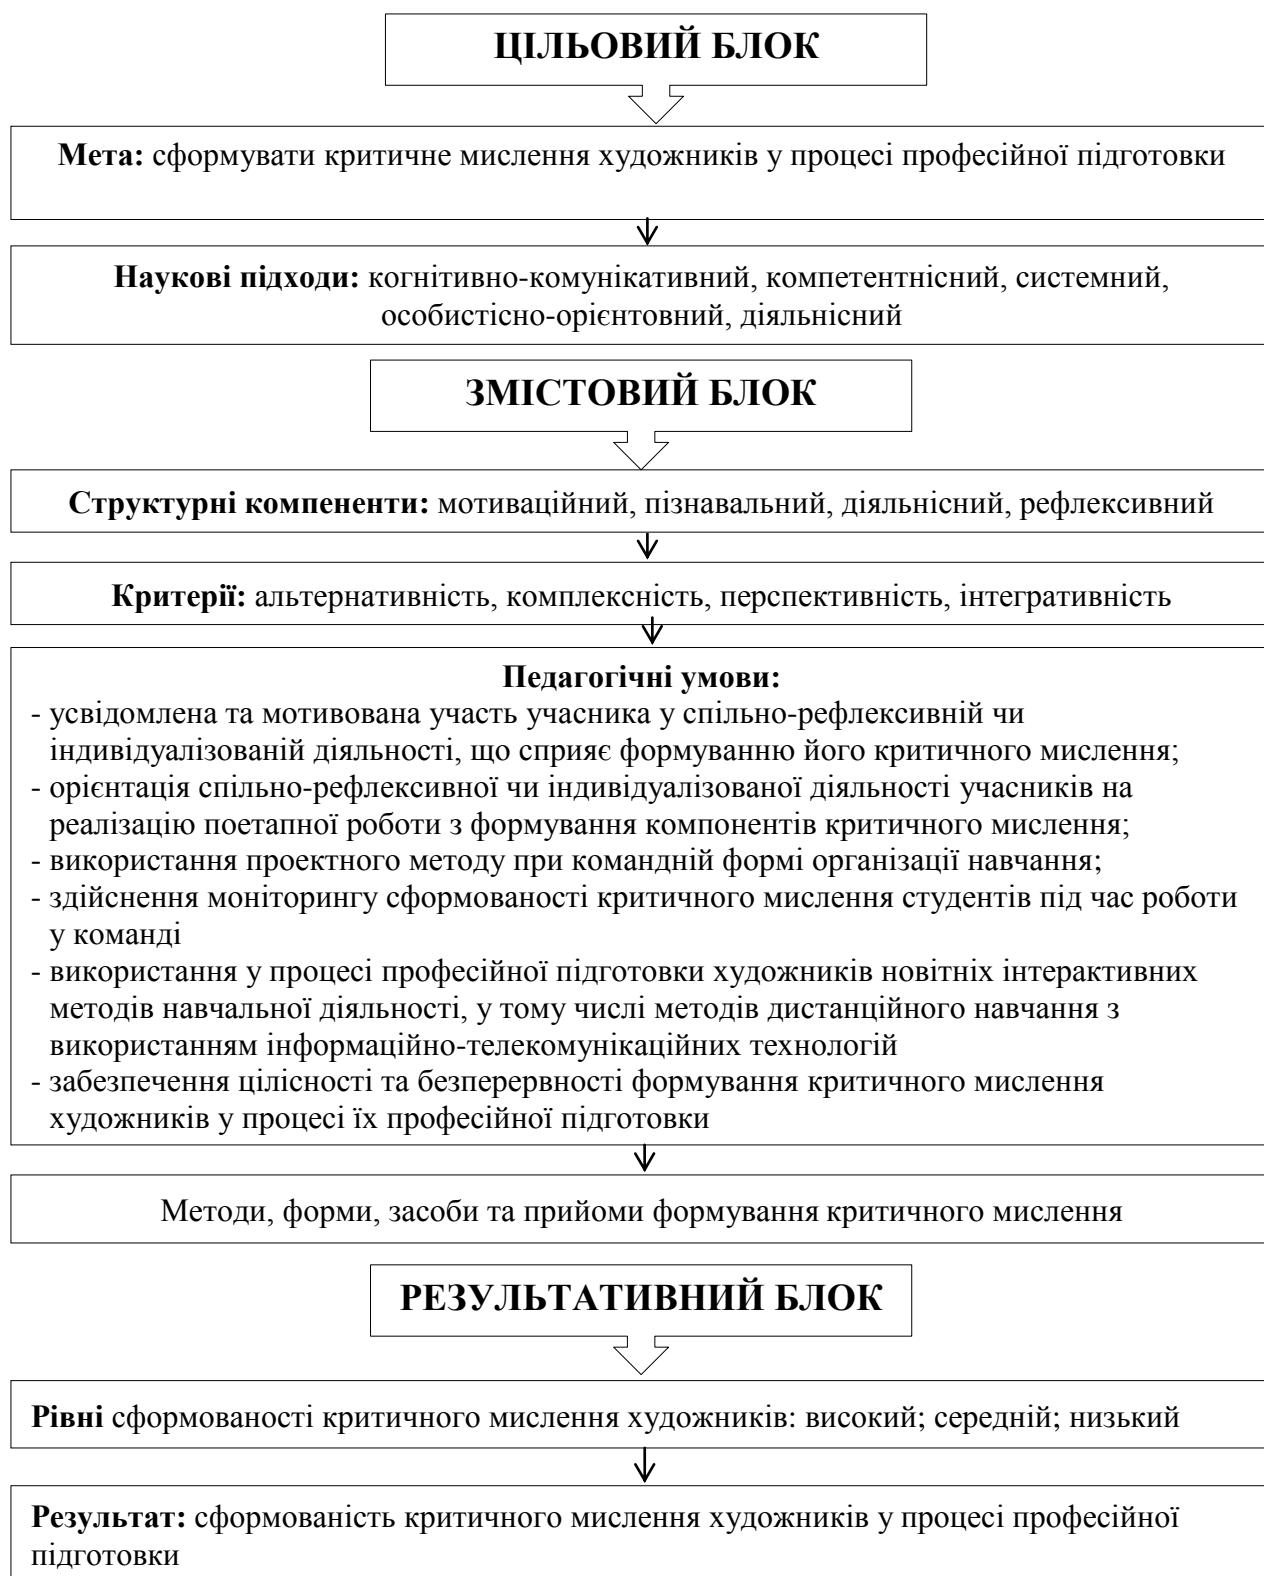 ЦІЛЬОВИЙ БЛОК
Мета: сформувати критичне мислення художників у процесі професійної підготовки
Наукові підходи: когнітивно-комунікативний, компетентнісний, системний,
особистісно-орієнтовний, діяльнісний
ЗМІСТОВИЙ БЛОК
Структурні компоненти: мотиваційний, пізнавальний, діяльнісний, рефлексивний
Критерії: альтернативність, комплексність, перспективність, інтегративність
Педагогічні умови:
- усвідомлена та мотивована участь учасника у спільно-рефлексивній чи
індивідуалізованій діяльності, що сприяє формуванню його критичного мислення;
- орієнтація спільно-рефлексивної чи індивідуалізованої діяльності учасників на
реалізацію поетапної роботи з формування компонентів критичного мислення;
- використання проектного методу при командній формі організації навчання;
- здійснення моніторингу сформованості критичного мислення студентів під час роботи
у команді
- використання у процесі професійної підготовки художників новітніх інтерактивних
методів навчальної діяльності, у тому числі методів дистанційного навчання з
використанням інформаційно-телекомунікаційних технологій
- забезпечення цілісності та безперервності формування критичного мислення
художників у процесі їх професійної підготовки
Методи, форми, засоби та прийоми формування критичного мислення
РЕЗУЛЬТАТИВНИЙ БЛОК
Рівні сформованості критичного мислення художників: високий; середній; низький
Результат: сформованість критичного мислення художників у процесі професійної
підготовки